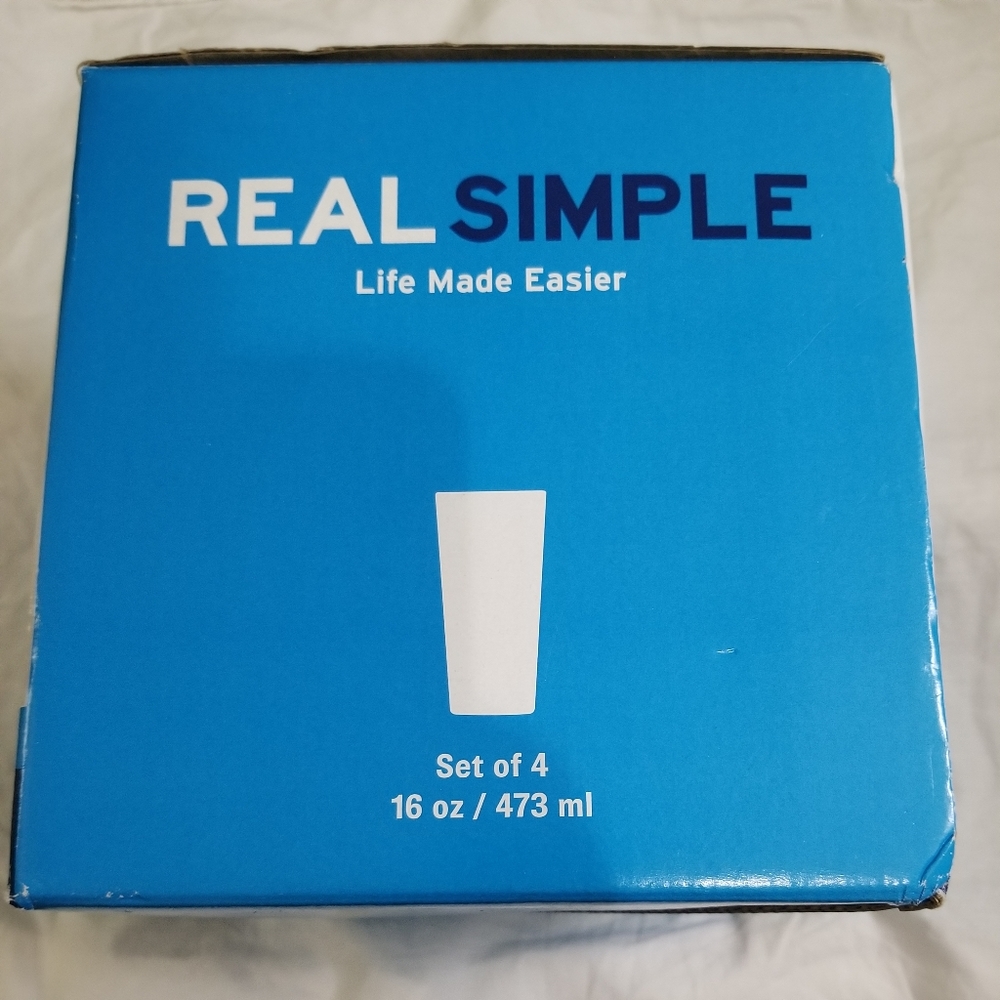 REAL SIMPLE
Life Made Easier
Set of 4
16 oz / 473 ml